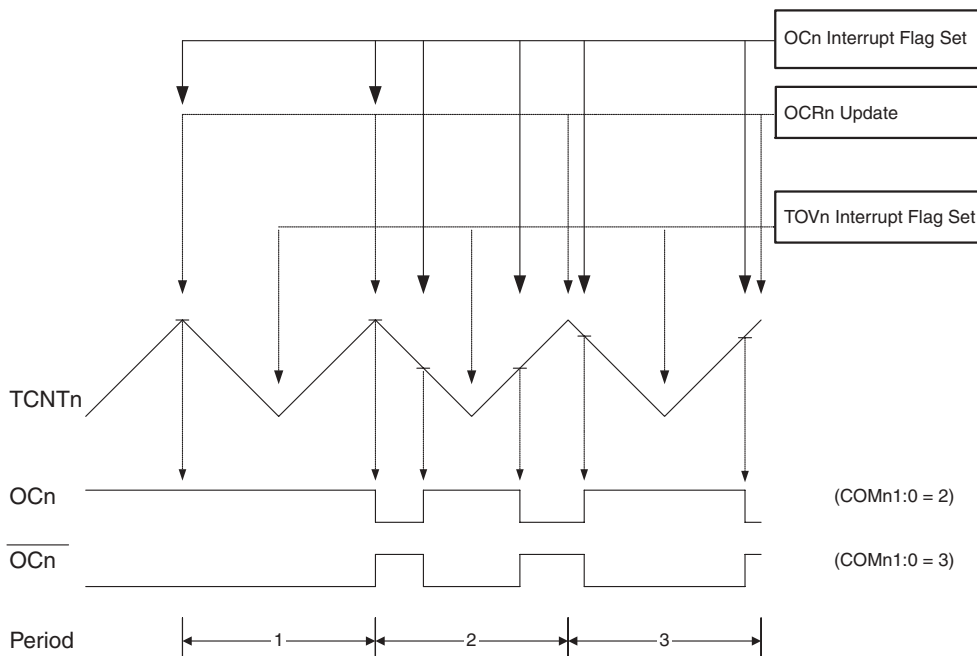 OCn Interrupt Flag Set
OCRn Update
TOVn Interrupt Flag Set
TCNTn
OCn (COMn1:0 = 2)
OCn (COMn1:0 = 3)
Period 1 2 3